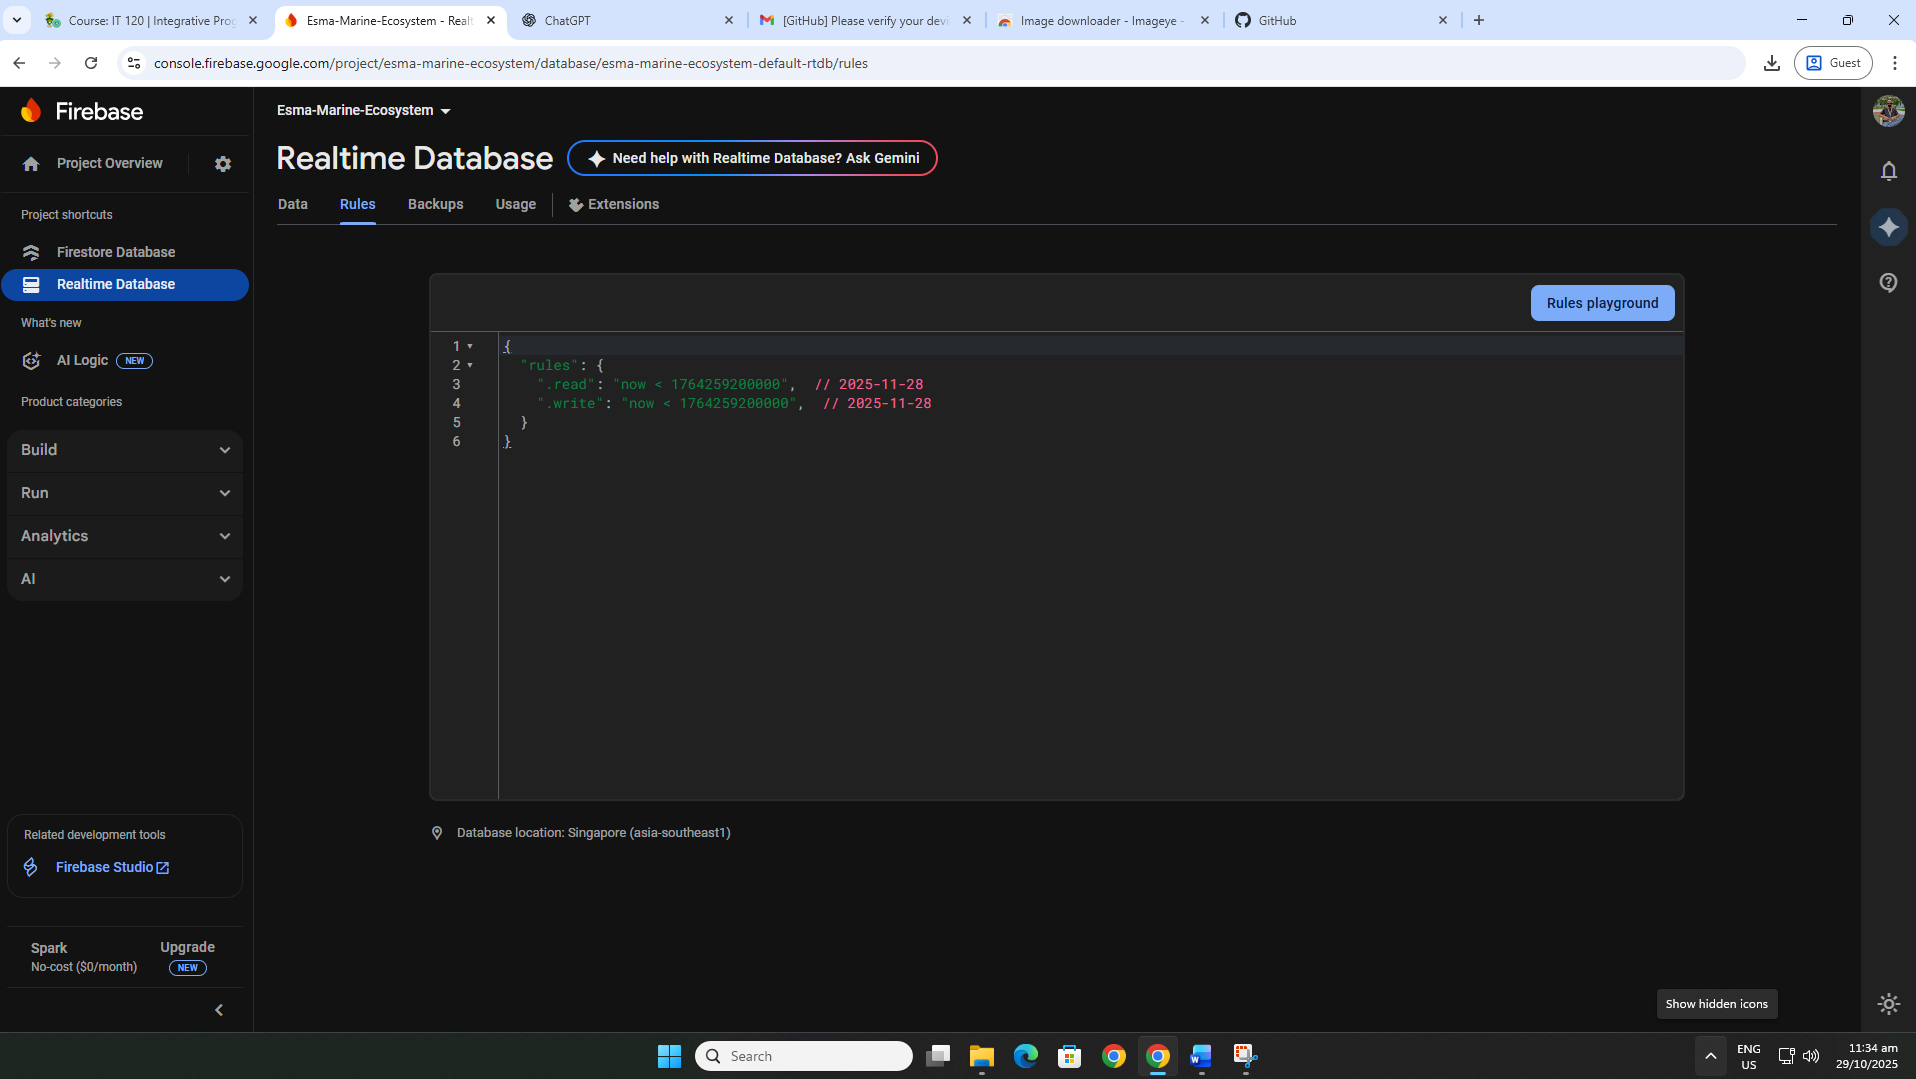 Course: IT 120 | Integrative Prog
Esma-Marine-Ecosystem - Realt
ChatGPT
[GitHub] Please verify your devi
Image downloader - Imageye -
GitHub
console.firebase.google.com/project/esma-marine-ecosystem/database/esma-marine-ecosystem-default-rtdb/rules
Guest
Firebase
Esma-Marine-Ecosystem
Project Overview
Realtime Database
Need help with Realtime Database? Ask Gemini
Data
Rules
Backups
Usage
Extensions
Project shortcuts
Firestore Database
Realtime Database
What's new
AI Logic NEW
Product categories
Build
Run
Analytics
AI
Rules playground
1 {
2 "rules": {
3 ".read": "now < 1764259200000", // 2025-11-28
4 ".write": "now < 1764259200000", // 2025-11-28
5 }
6 }
Database location: Singapore (asia-southeast1)
Related development tools
Firebase Studio
Spark
No-cost ($0/month)
Upgrade
NEW
Show hidden icons
Search
ENG
US
11:34 am
29/10/2025